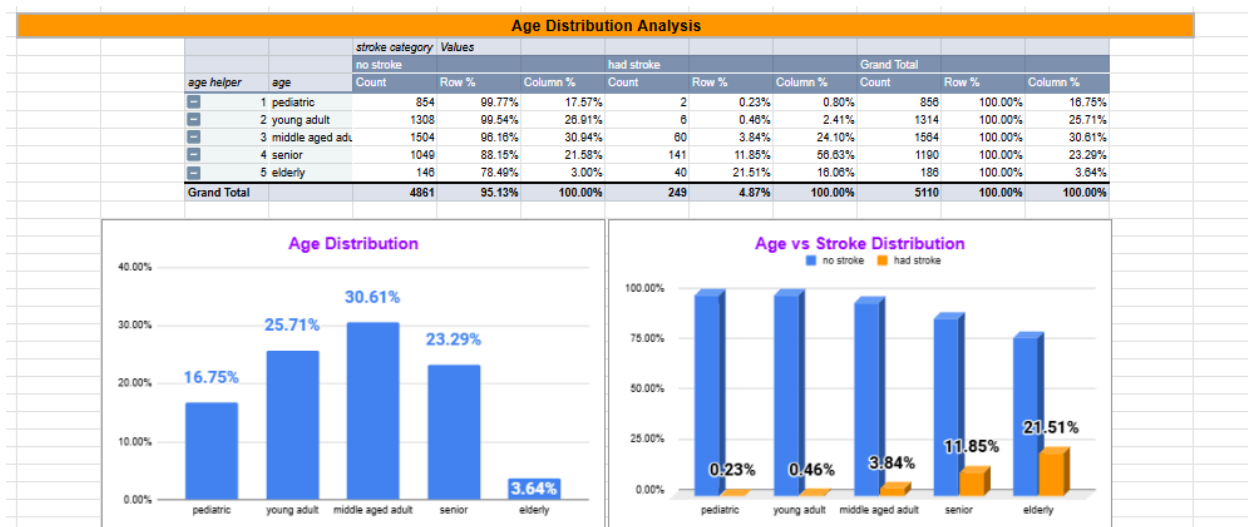 Age Distribution Analysis
stroke category Values
no stroke had stroke Grand Total
age helper age Count Row % Column % Count Row % Column % Count Row % Column %
1 pediatric 854 99.77% 17.57% 2 0.23% 0.80% 856 100.00% 16.75%
2 young adult 1308 99.54% 26.91% 6 0.46% 2.41% 1314 100.00% 25.71%
3 middle aged adu 1504 96.16% 30.94% 60 3.84% 24.10% 1564 100.00% 30.61%
4 senior 1049 88.15% 21.58% 141 11.85% 56.63% 1190 100.00% 23.29%
5 elderly 146 78.49% 3.00% 40 21.51% 16.06% 186 100.00% 3.64%
Grand Total 4861 95.13% 100.00% 249 4.87% 100.00% 5110 100.00% 100.00%
Age Distribution
40.00%
30.00%
20.00%
10.00%
0.00%
16.75%
25.71%
30.61%
23.29%
3.64%
pediatric young adult middle aged adult senior elderly
Age vs Stroke Distribution
no stroke had stroke
100.00%
75.00%
50.00%
25.00%
0.00%
0.23%
0.46%
3.84%
11.85%
21.51%
pediatric young adult middle aged adult senior elderly